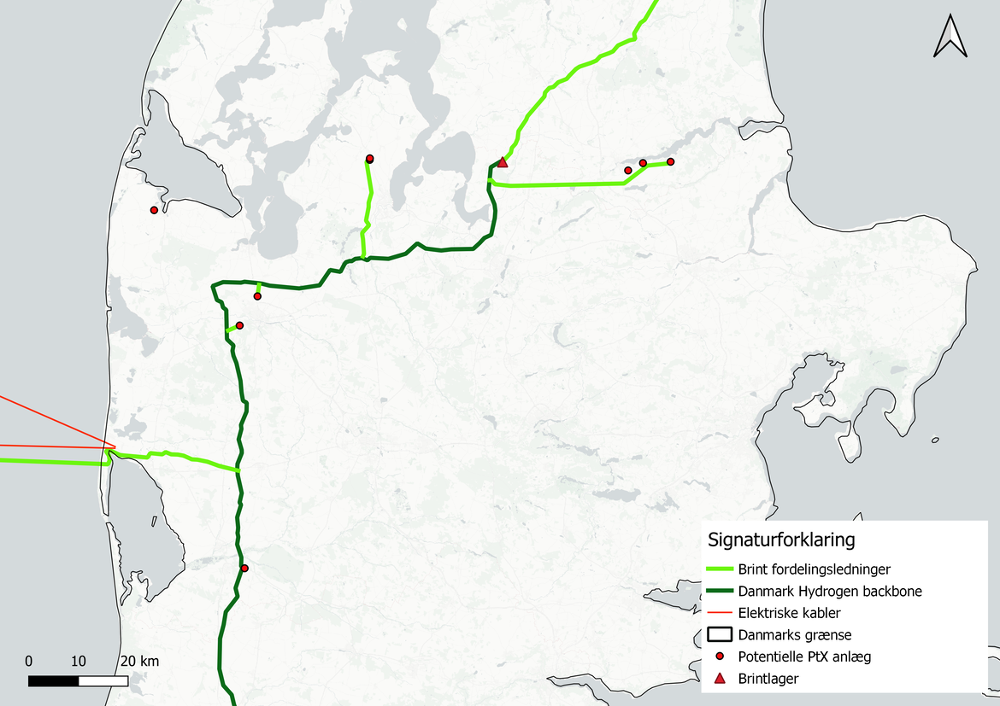 Signaturforklaring
Brint fordelingsledninger
Danmark Hydrogen backbone
Elektriske kabler
Danmarks grænse
Potentielle PtX anlæg
Brintlager
0 10 20 km